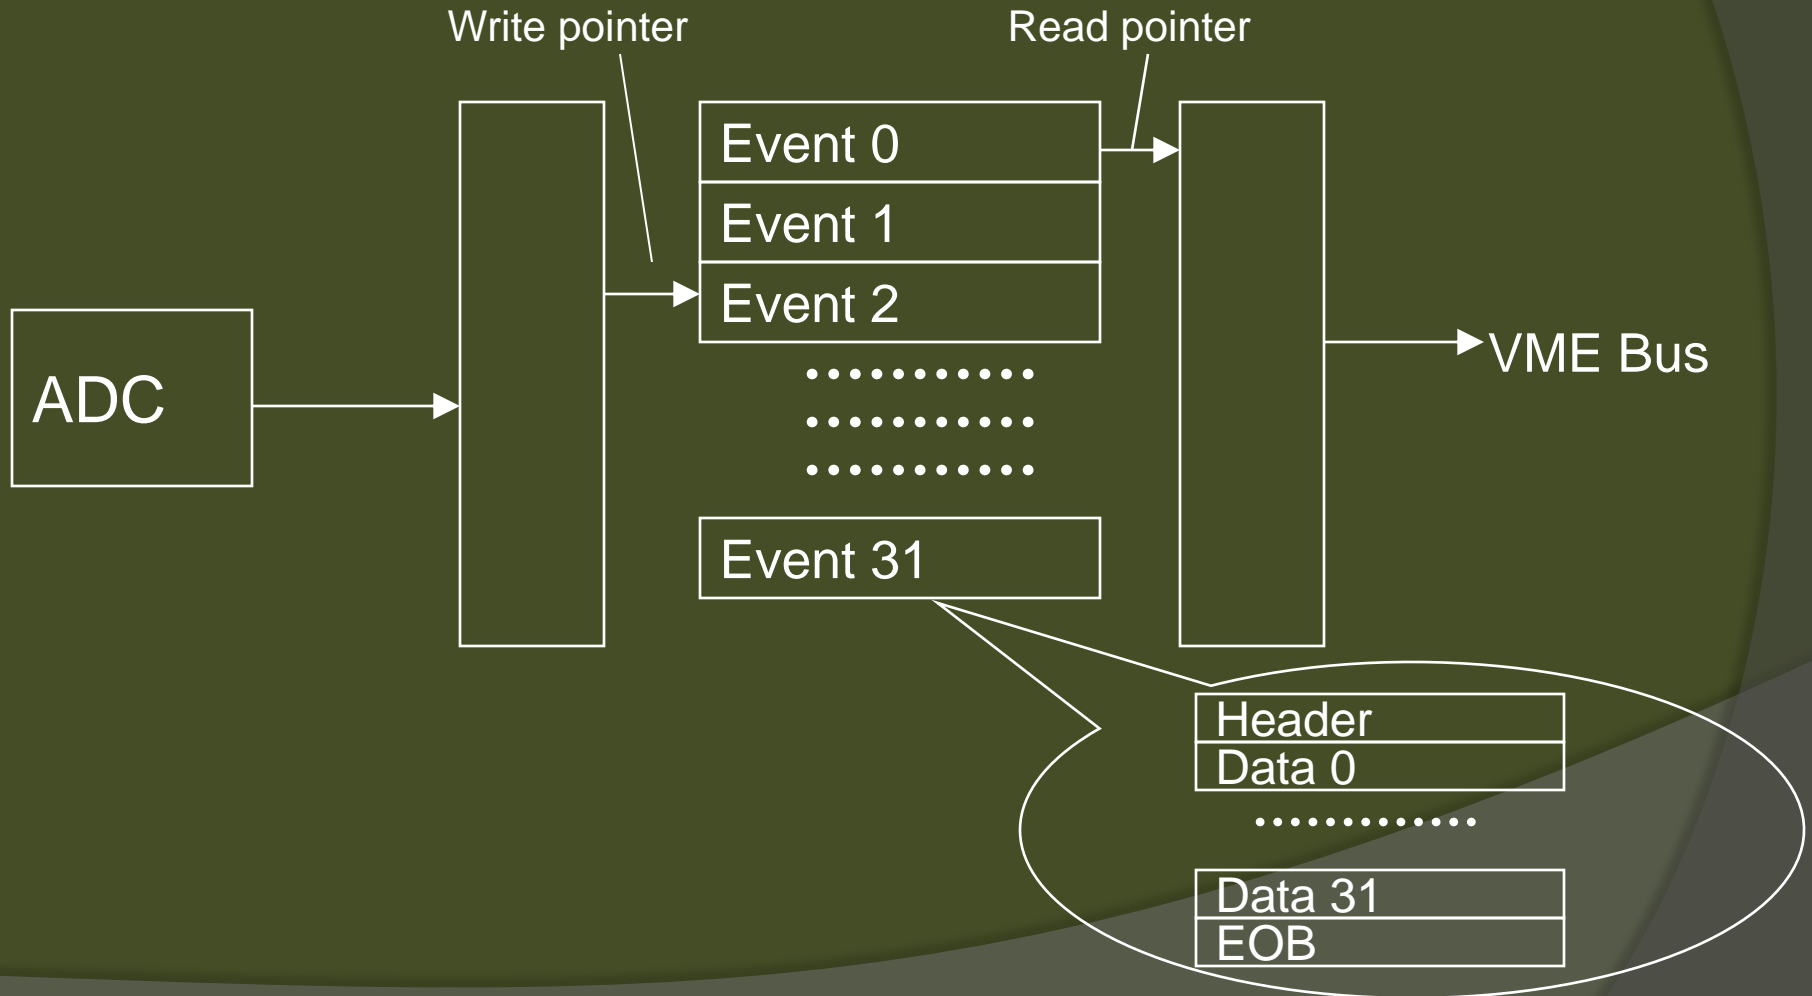 Write pointer
Read pointer
Event 0
Event 1
Event 2
ADC
VME Bus
...........
...........
...........
Event 31
Header
Data 0
.............
Data 31
EOB